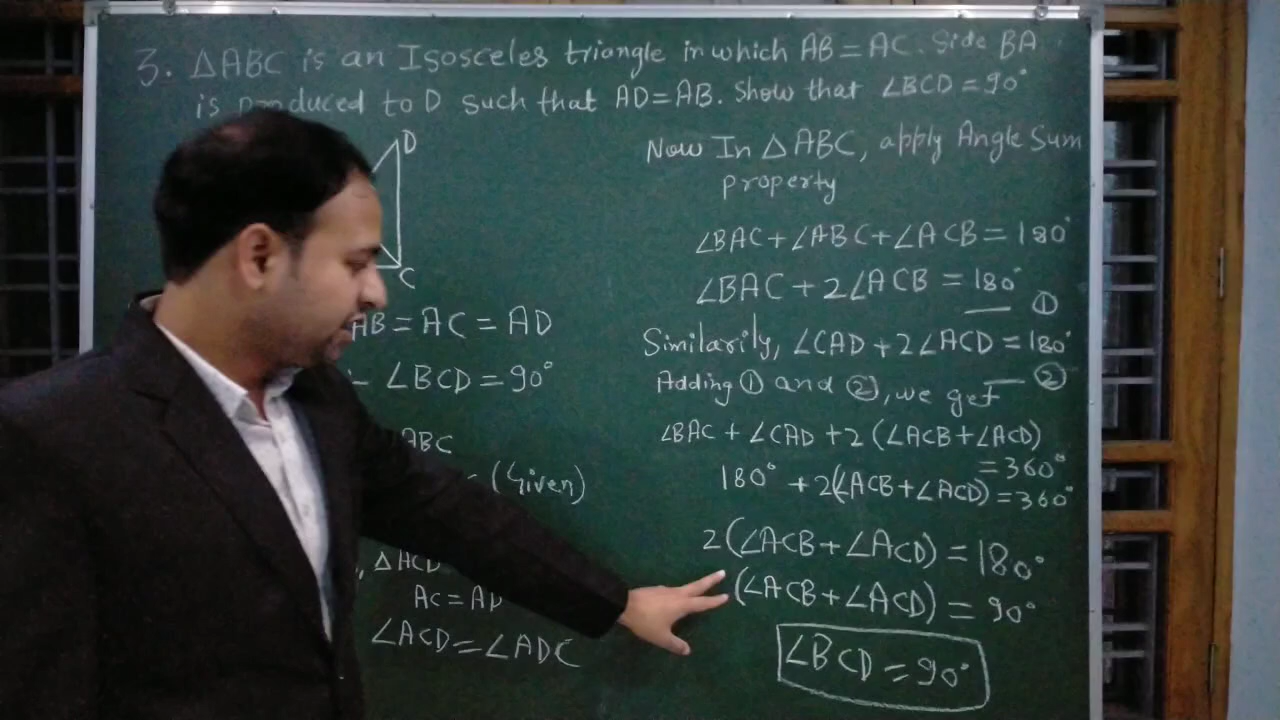 3. △ABC is an Isosceles triangle in which AB = AC. Side BA
is produced to D such that AD=AB. Show that ∠BCD = 90°
D
C
AB = AC = AD
∠BCD = 90°
ABC
(Given)
, △ACD
AC = AD
∠ACD = ∠ADC
Now In △ABC, apply Angle Sum
property
∠BAC + ∠ABC + ∠ACB = 180°
∠BAC + 2∠ACB = 180°
— ①
Similarily, ∠CAD + 2∠ACD = 180°
— ②
Adding ① and ②, we get
∠BAC + ∠CAD + 2 (∠ACB + ∠ACD)
= 360°
180° + 2(∠ACB + ∠ACD) = 360°
2 (∠ACB + ∠ACD) = 180°
(∠ACB + ∠ACD) = 90°
∠BCD = 90°